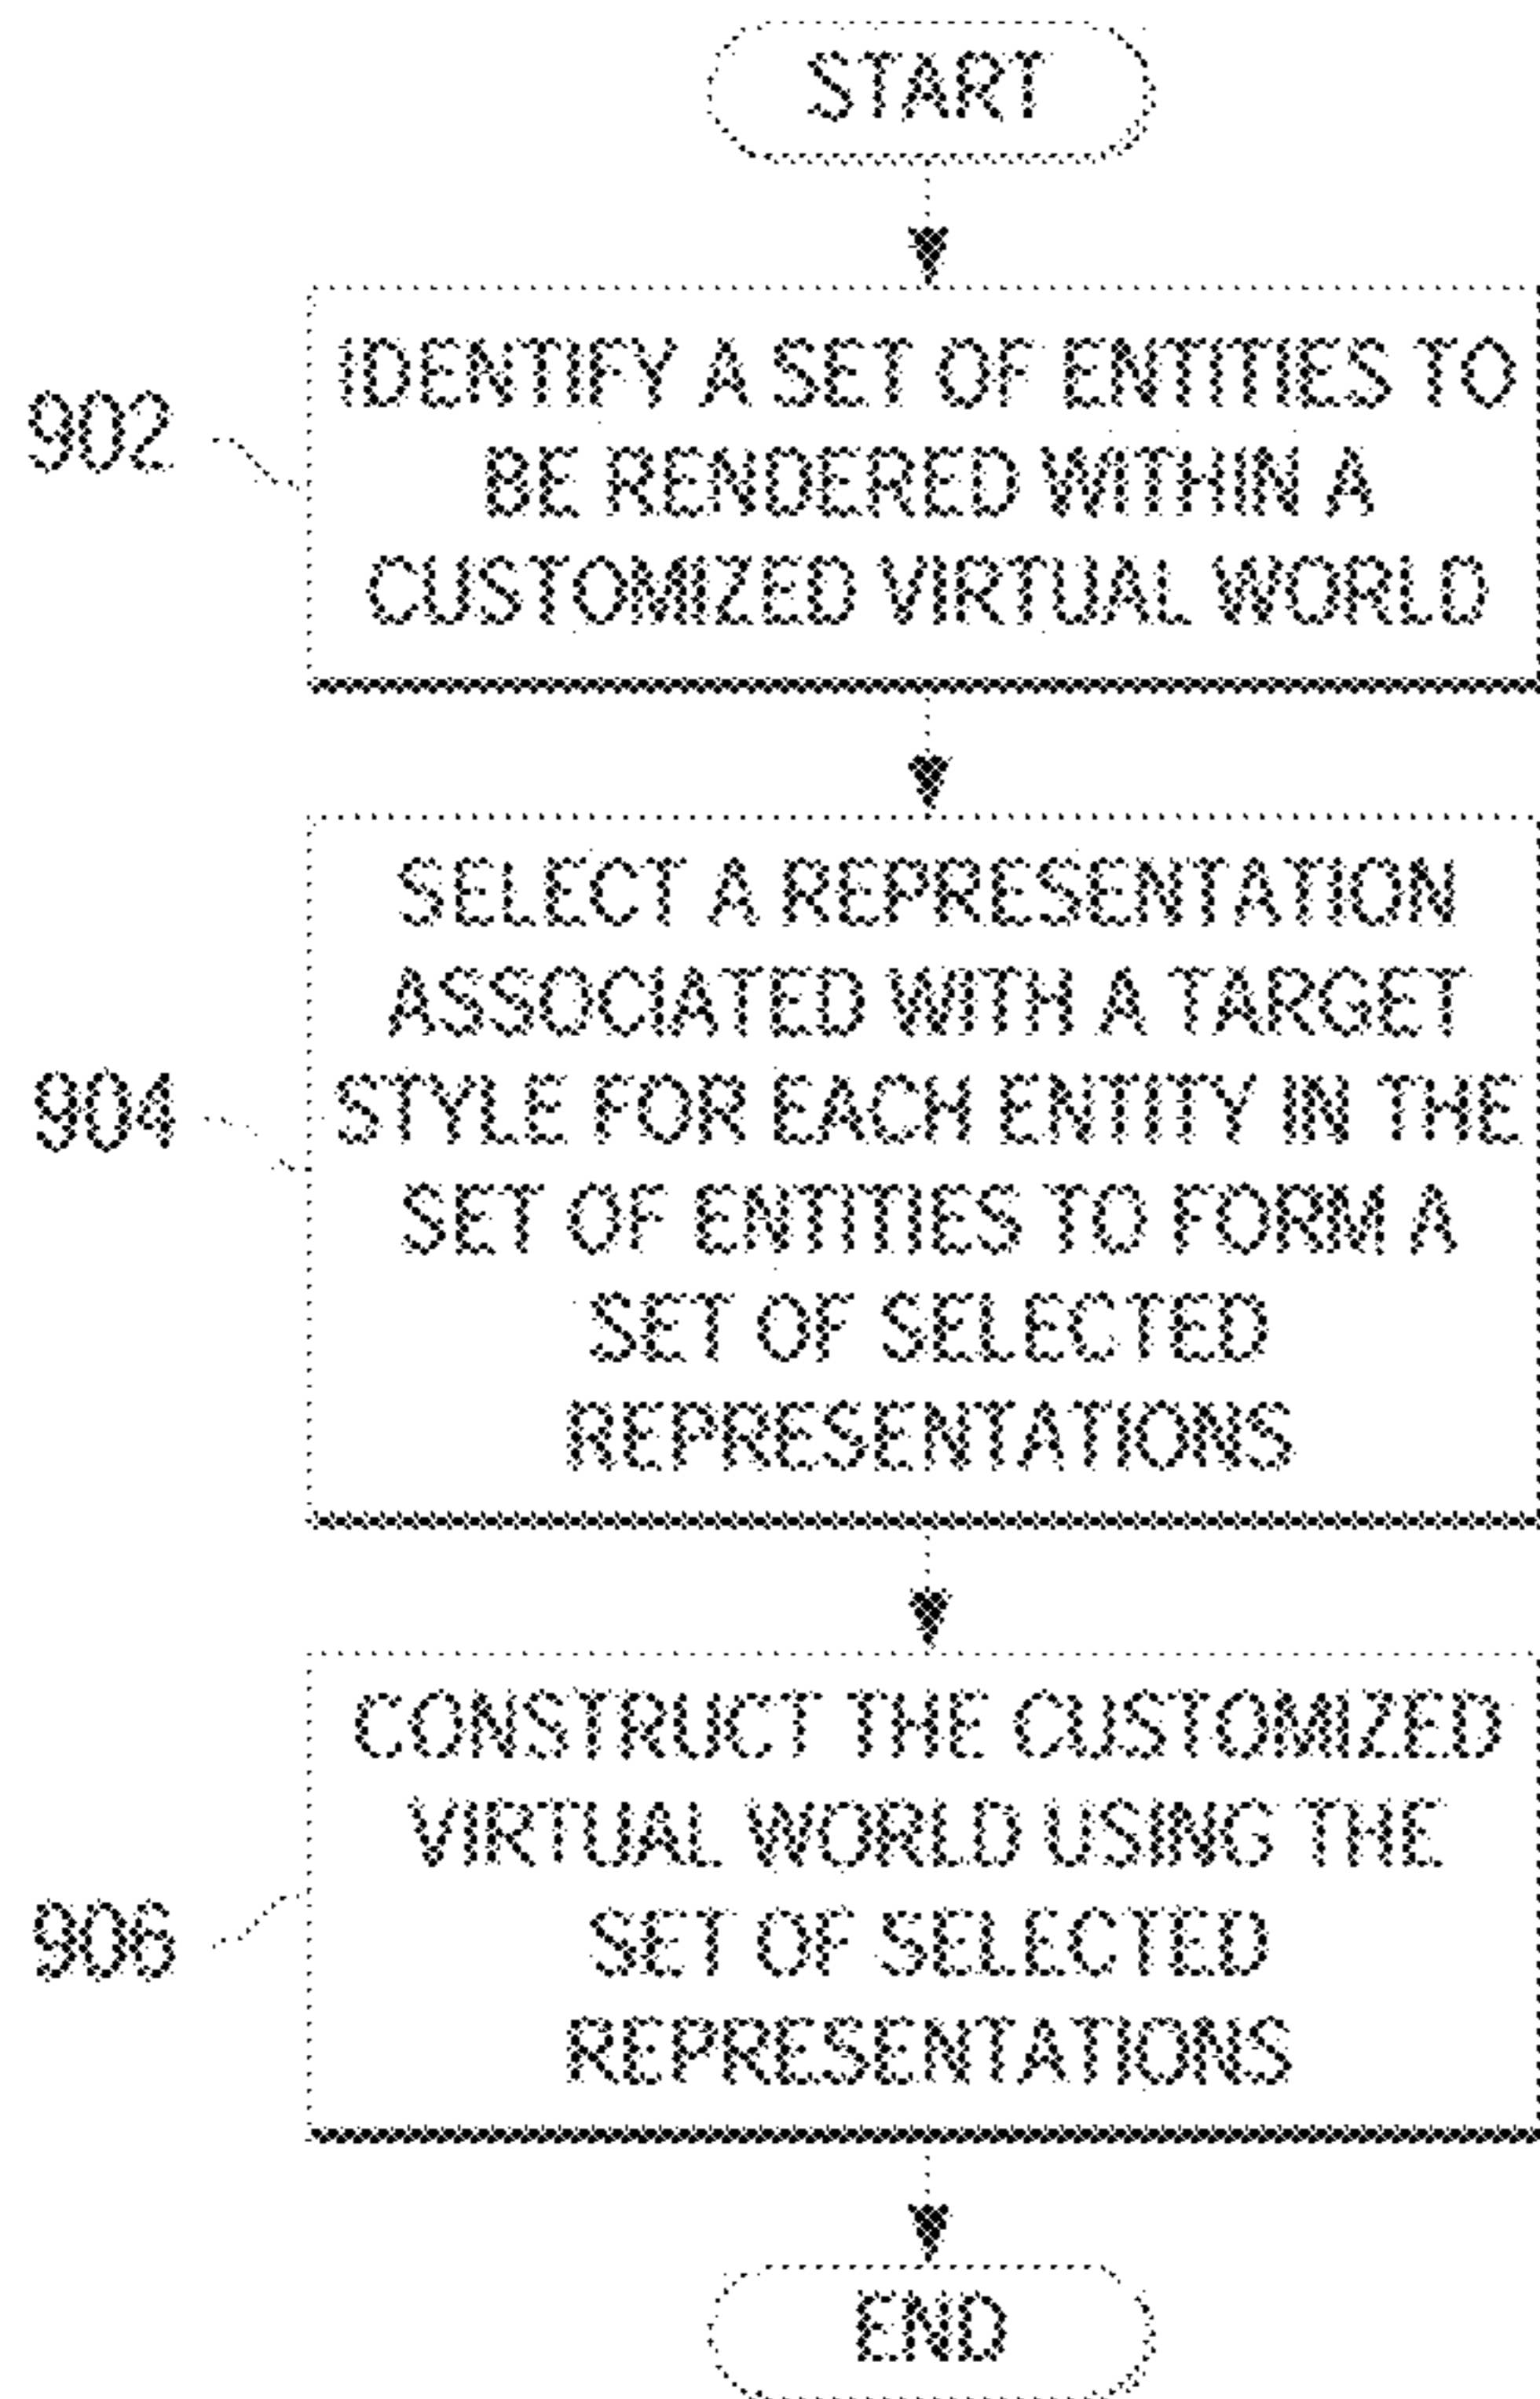 START
902
IDENTIFY A SET OF ENTITIES TO
BE RENDERED WITHIN A
CUSTOMIZED VIRTUAL WORLD
904
SELECT A REPRESENTATION
ASSOCIATED WITH A TARGET
STYLE FOR EACH ENTITY IN THE
SET OF ENTITIES TO FORM A
SET OF SELECTED
REPRESENTATIONS
906
CONSTRUCT THE CUSTOMIZED
VIRTUAL WORLD USING THE
SET OF SELECTED
REPRESENTATIONS
END